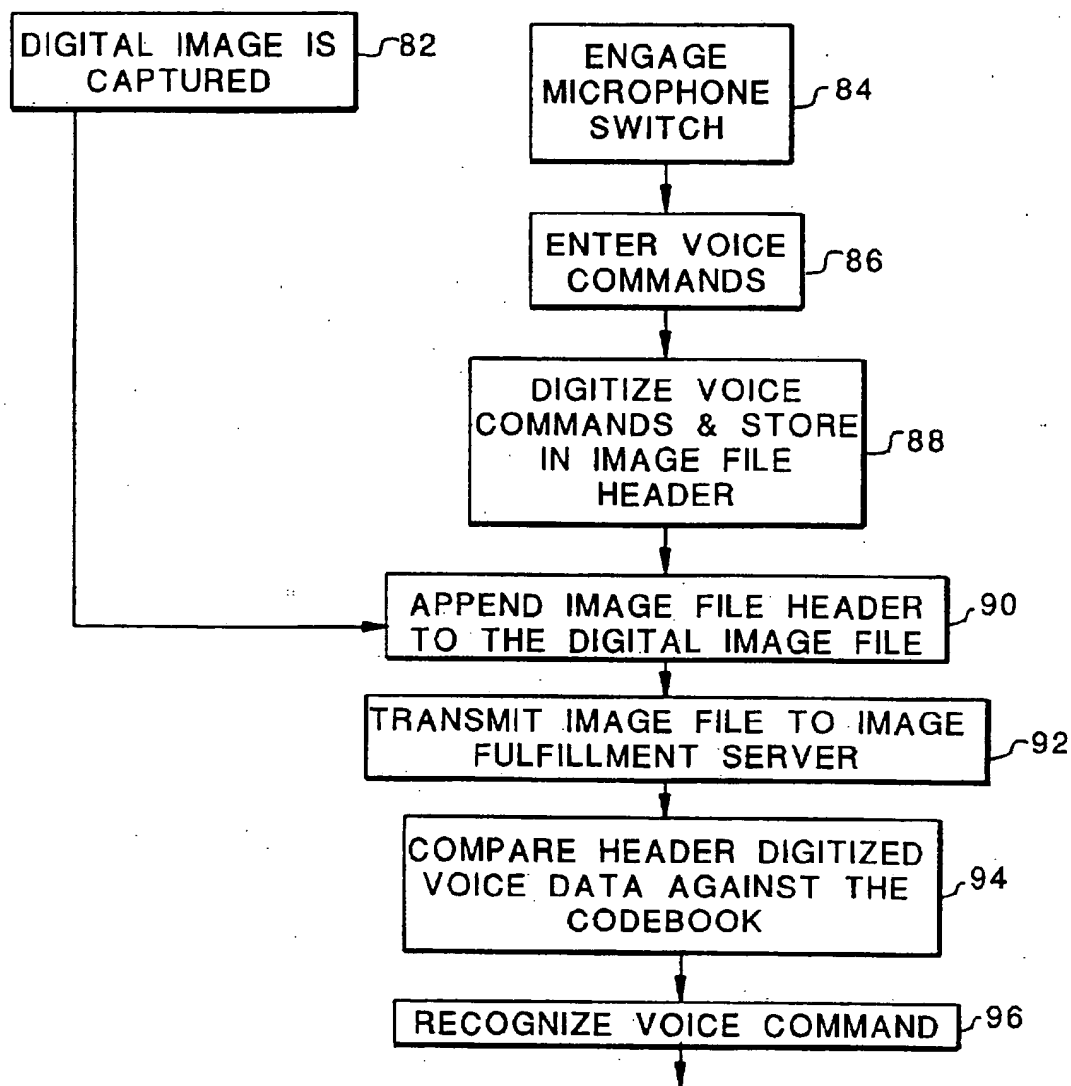 DIGITAL IMAGE IS
CAPTURED
82
ENGAGE
MICROPHONE
SWITCH
84
ENTER VOICE
COMMANDS
86
DIGITIZE VOICE
COMMANDS & STORE
IN IMAGE FILE
HEADER
88
APPEND IMAGE FILE HEADER
TO THE DIGITAL IMAGE FILE
90
TRANSMIT IMAGE FILE TO IMAGE
FULFILLMENT SERVER
92
COMPARE HEADER DIGITIZED
VOICE DATA AGAINST THE
CODEBOOK
94
RECOGNIZE VOICE COMMAND
96